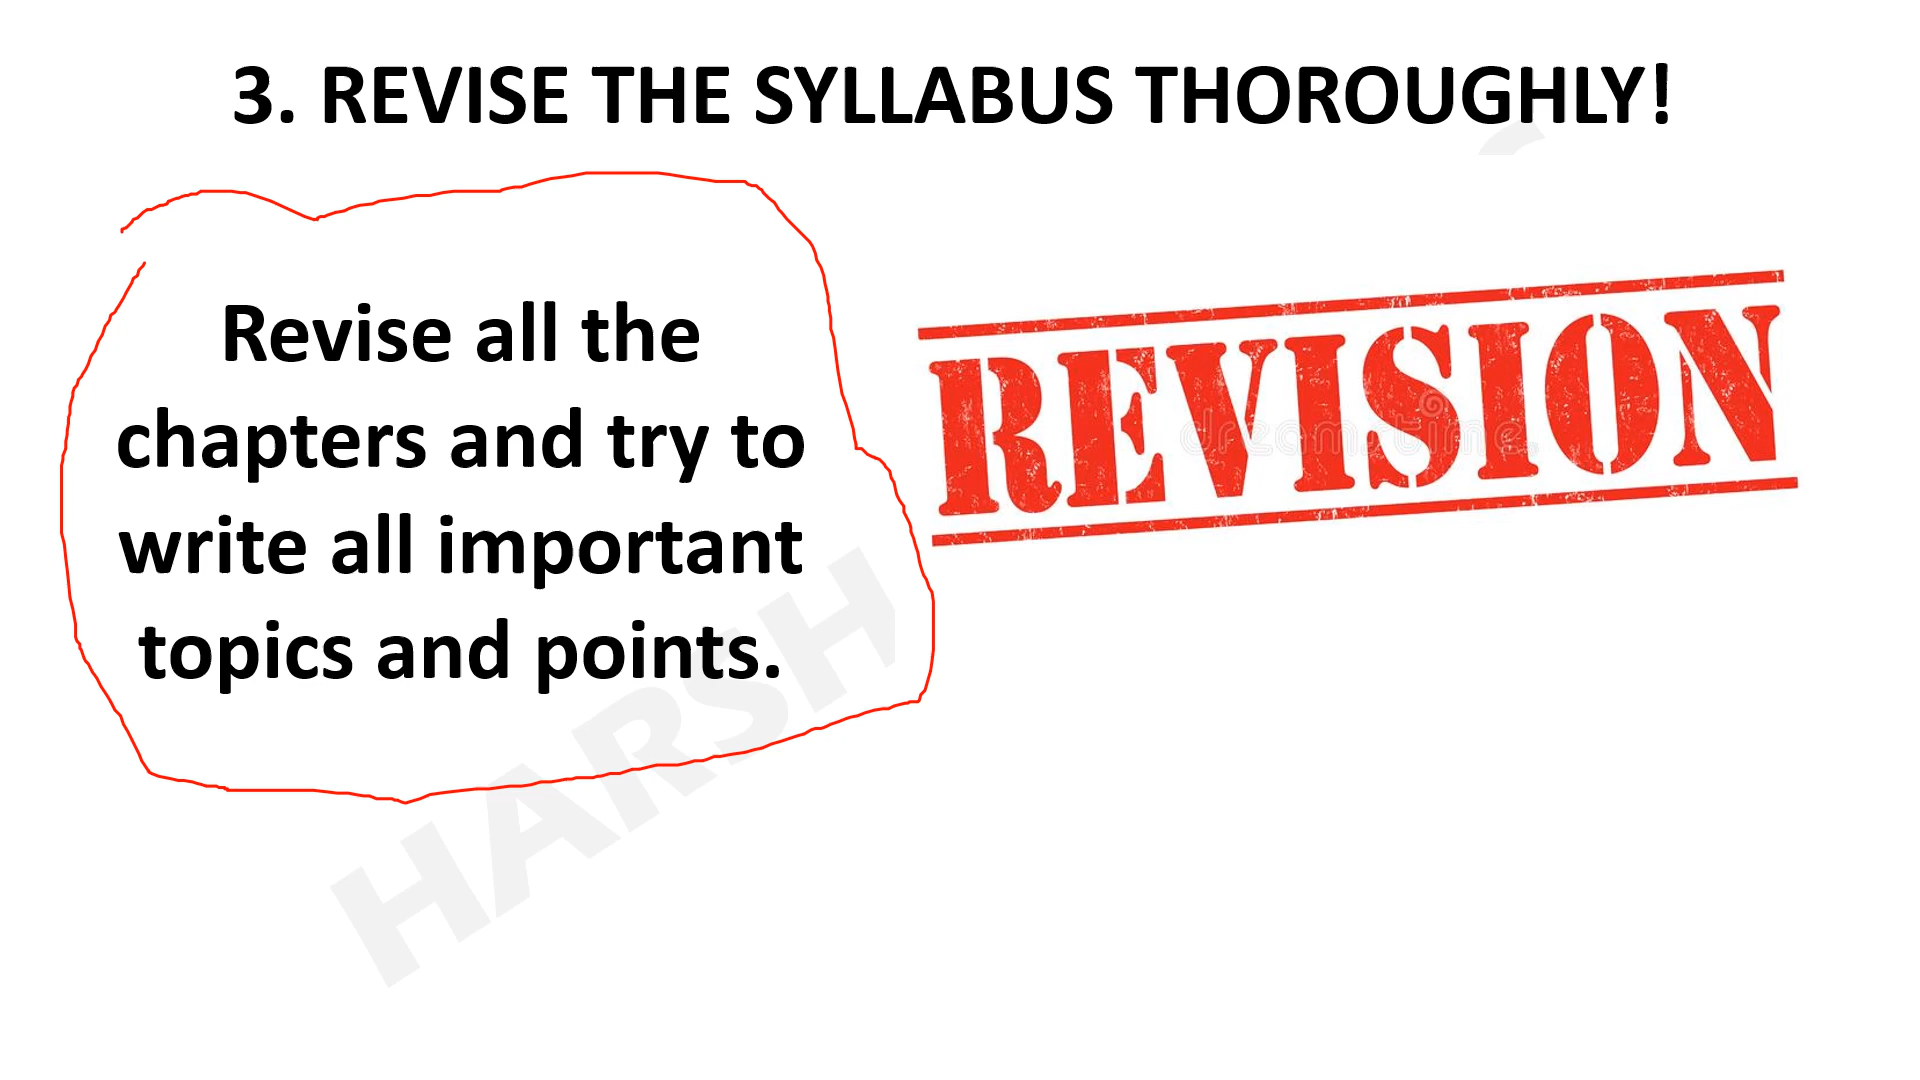 3. REVISE THE SYLLABUS THOROUGHLY!
Revise all the
chapters and try to
write all important
topics and points.
REVISION
dreamstime
HARSH